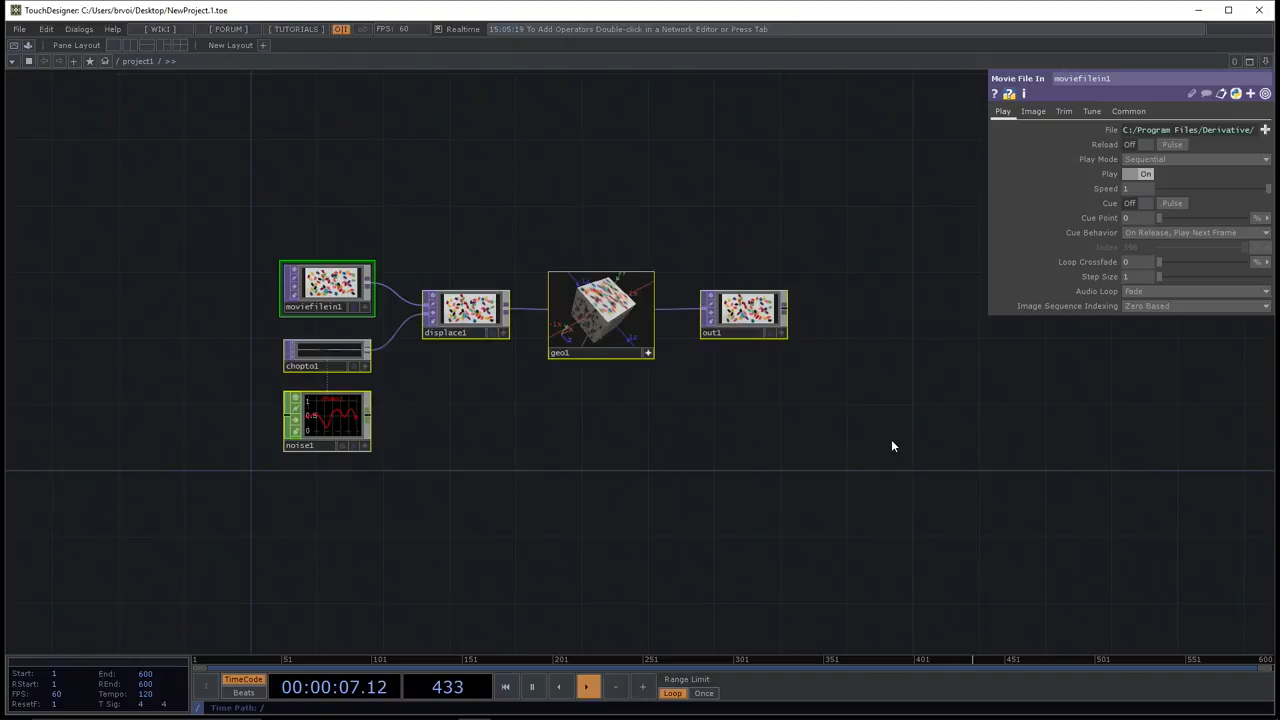 TouchDesigner: C:/Users/brvoi/Desktop/NewProject.1.toe
File Edit Dialogs Help [ WIKI ] [ FORUM ] [ TUTORIALS ] O|I FPS: 60 Realtime 15:05:19 To Add Operators Double-click in a Network Editor or Press Tab
Pane Layout New Layout +
/ project1 / >> 0
Movie File In moviefilein1
? ? i
Play Image Trim Tune Common
File C:/Program Files/Derivative/
Reload Off Pulse
Play Mode Sequential
Play On
Speed 1
Cue Off Pulse
Cue Point 0 %
Cue Behavior On Release, Play Next Frame
Index 396
Loop Crossfade 0 %
Step Size 1
Audio Loop Fade
Image Sequence Indexing Zero Based
moviefilein1
displace1
geo1
out1
chopto1
1
0.5
0
noise1
1 51 101 151 201 251 301 351 401 451 501 551 600
Start: 1 End: 600
RStart: 1 REnd: 600
FPS: 60 Tempo: 120
ResetF: 1 T Sig: 4 4
TimeCode
Beats
00:00:07.12
433
Range Limit
Loop Once
/ Time Path: /